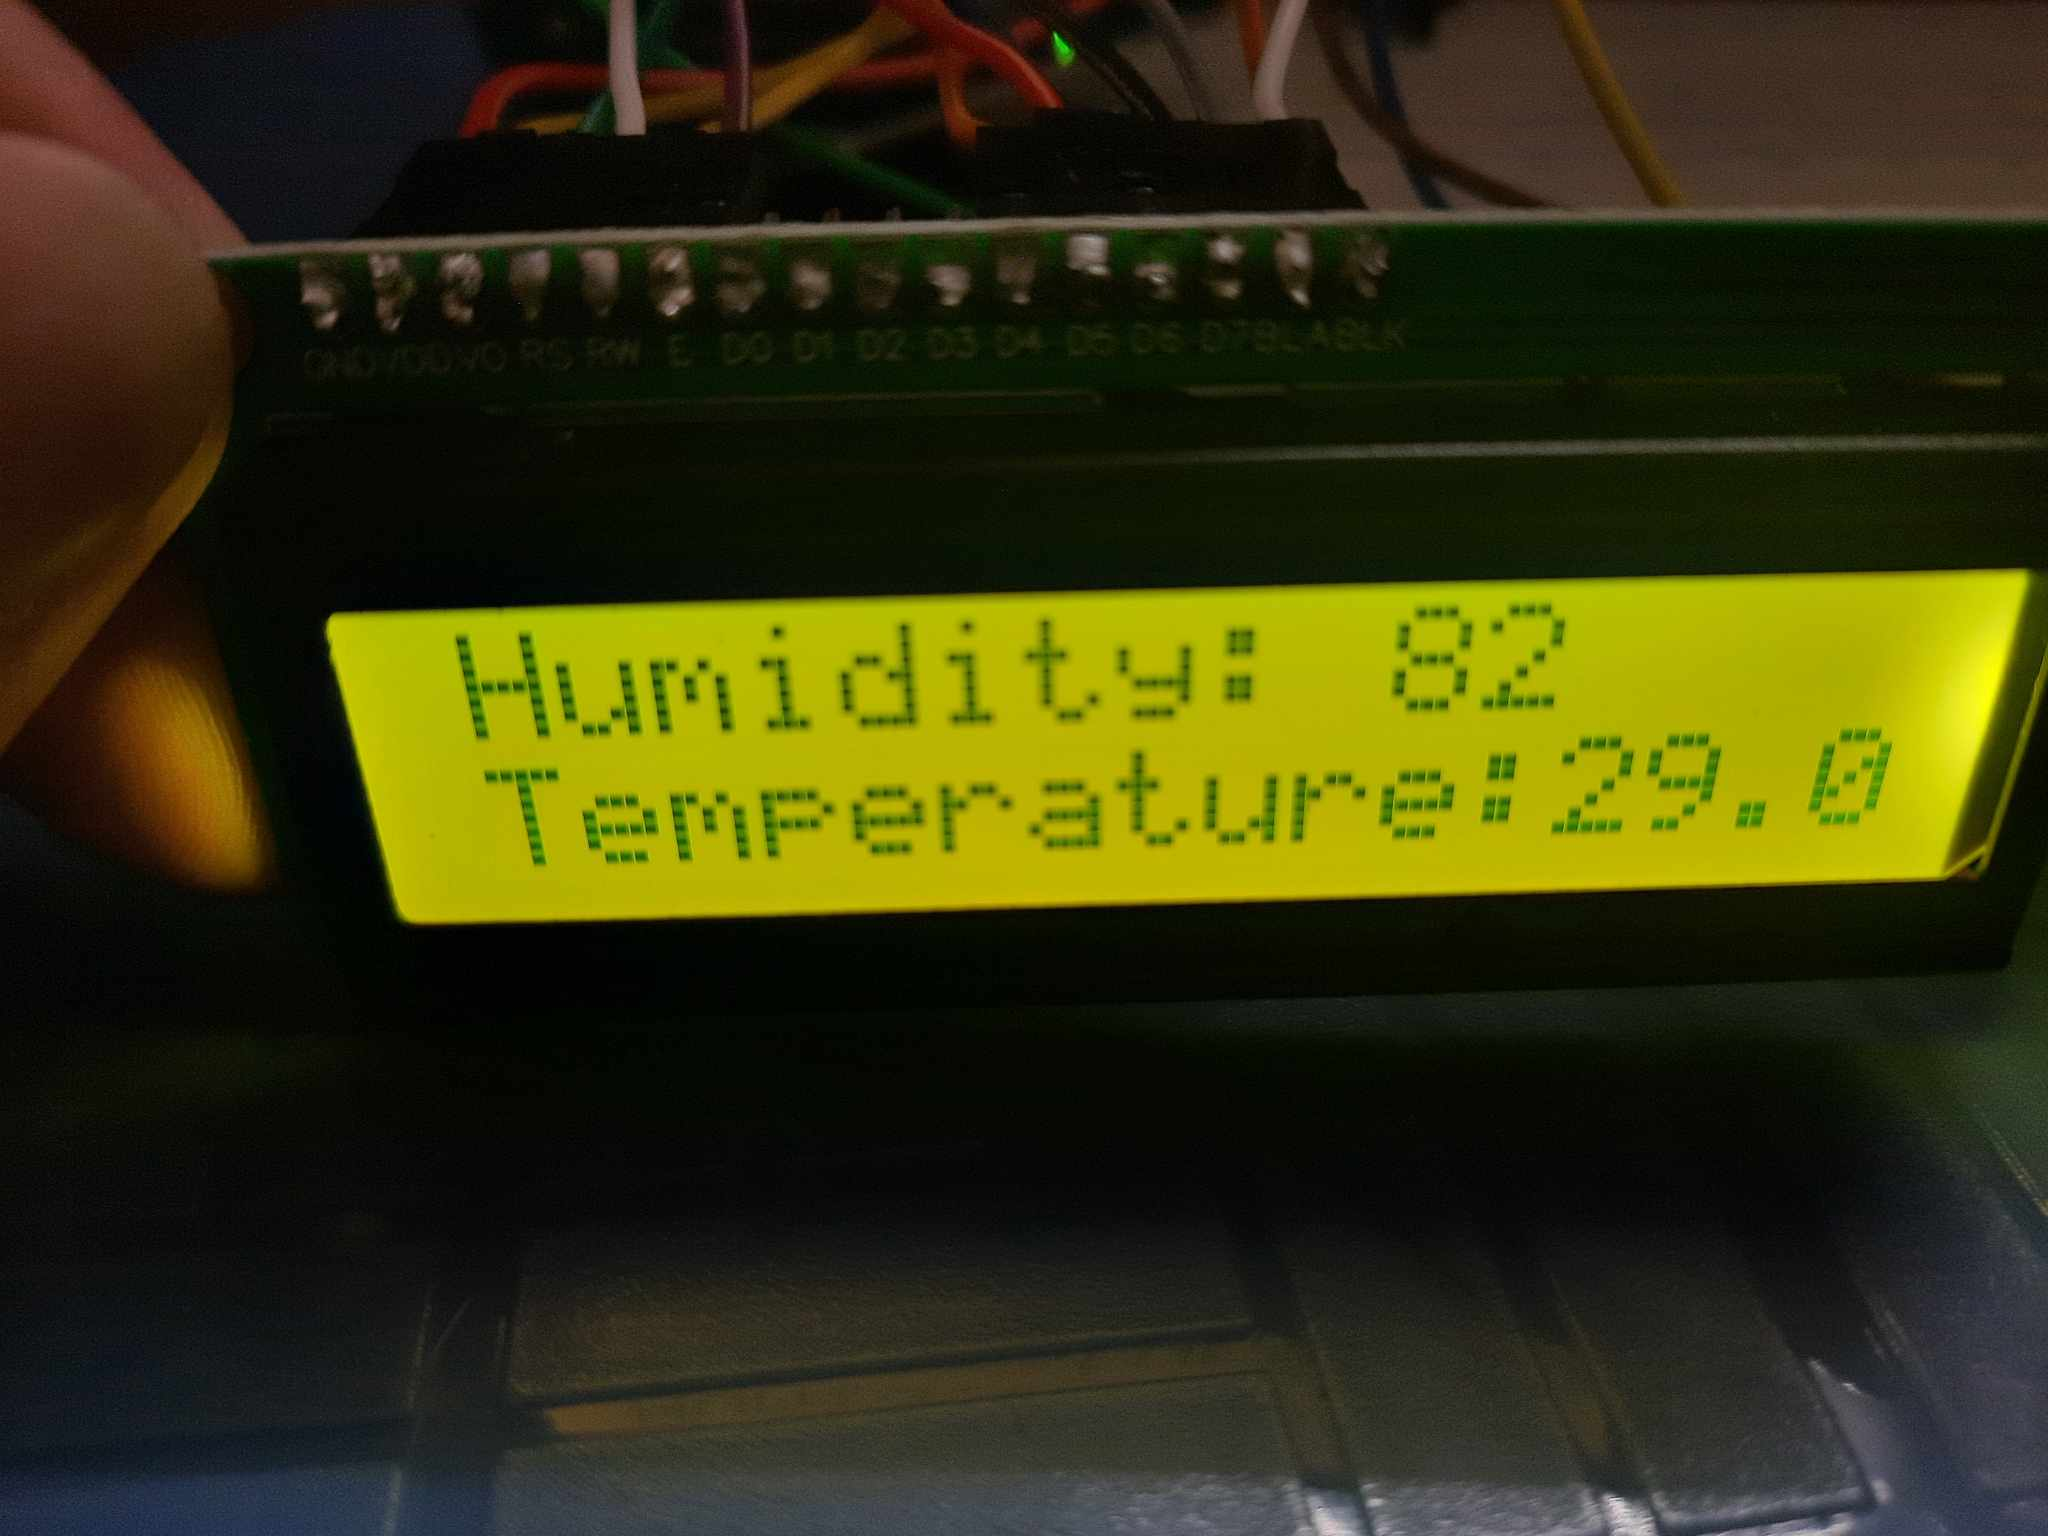 GND VDD VO RS RW E D0 D1 D2 D3 D4 D5 D6 D7 BLA BLK
Humidity: 82
Temperature:29.0